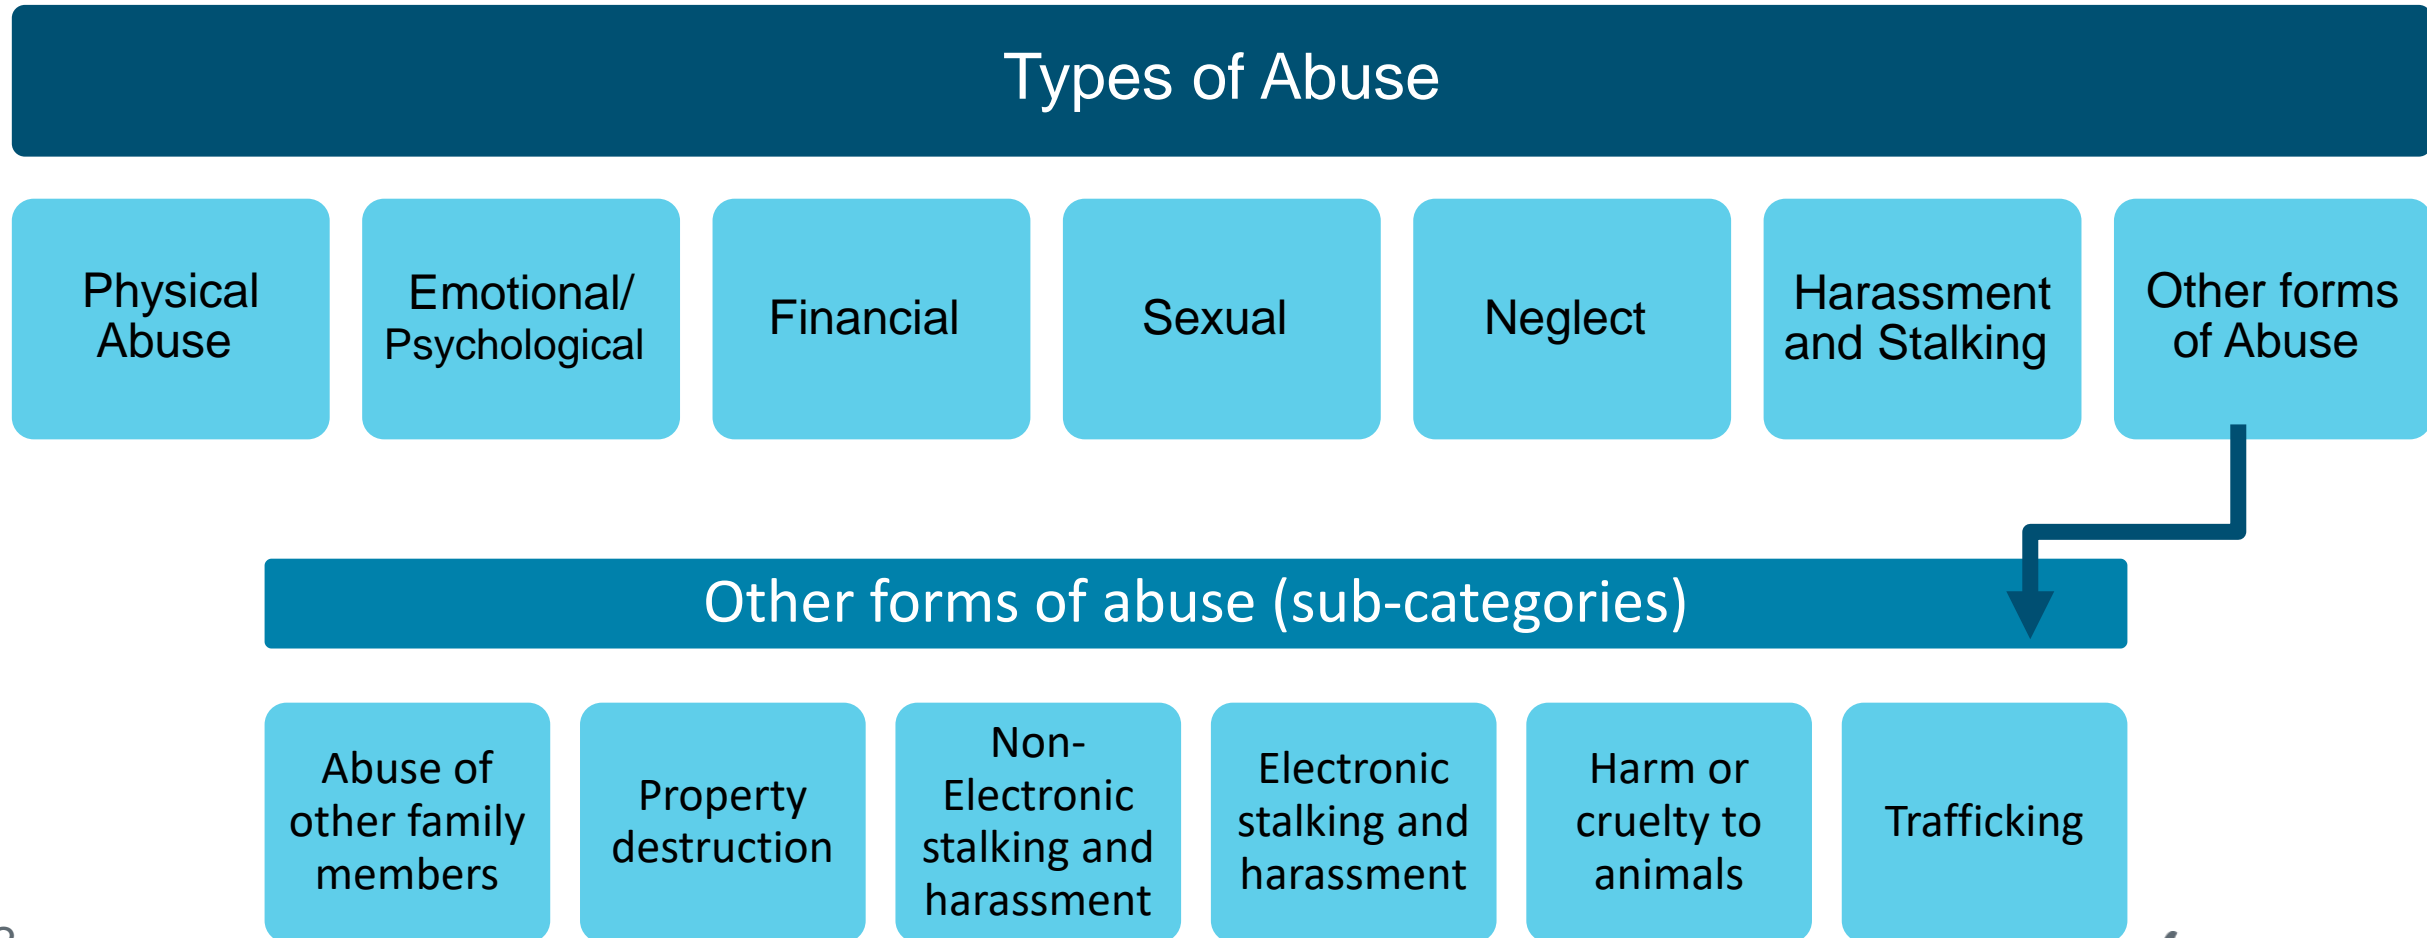 Types of Abuse
Physical
Abuse
Emotional/
Psychological
Financial
Sexual
Neglect
Harassment
and Stalking
Other forms
of Abuse
Other forms of abuse (sub-categories)
Abuse of
other family
members
Property
destruction
Non-
Electronic
stalking and
harassment
Electronic
stalking and
harassment
Harm or
cruelty to
animals
Trafficking